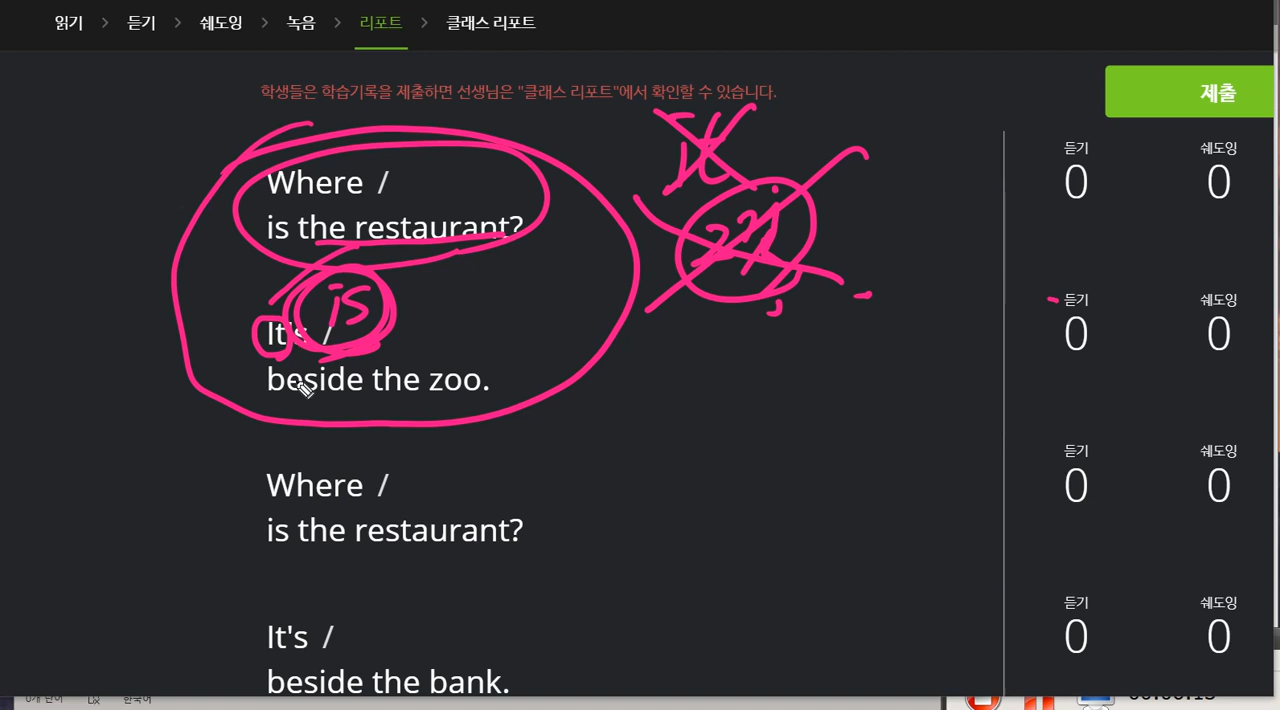 읽기 > 듣기 > 쉐도잉 > 녹음 > 리포트 > 클래스 리포트
학생들은 학습기록을 제출하면 선생님은 "클래스 리포트"에서 확인할 수 있습니다.
제출
It
Where /
is the restaurant?
듣기 쉐도잉
0 0
is
It's /
beside the zoo.
듣기 쉐도잉
0 0
Where /
is the restaurant?
듣기 쉐도잉
0 0
It's /
beside the bank.
듣기 쉐도잉
0 0
한국어